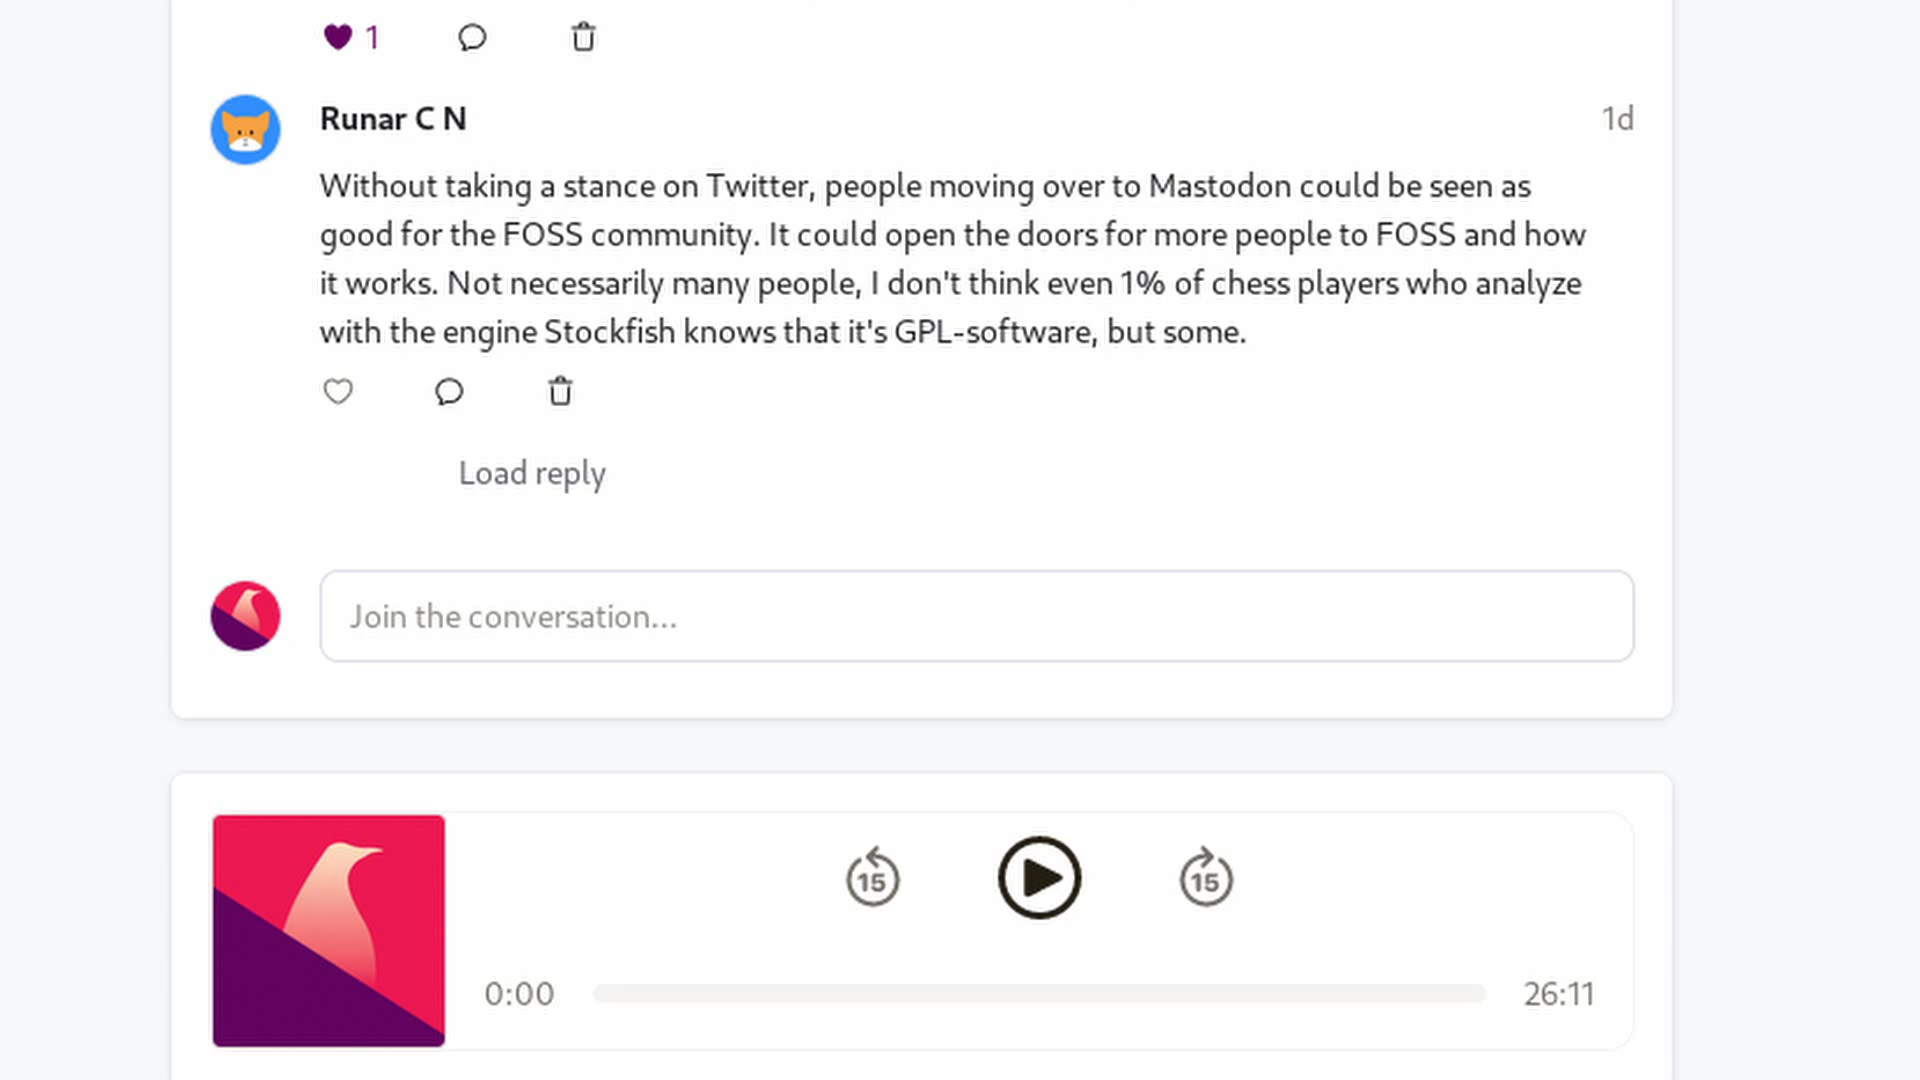 1
Runar C N
1d
Without taking a stance on Twitter, people moving over to Mastodon could be seen as
good for the FOSS community. It could open the doors for more people to FOSS and how
it works. Not necessarily many people, I don't think even 1% of chess players who analyze
with the engine Stockfish knows that it's GPL-software, but some.
Load reply
Join the conversation...
15
15
0:00
26:11